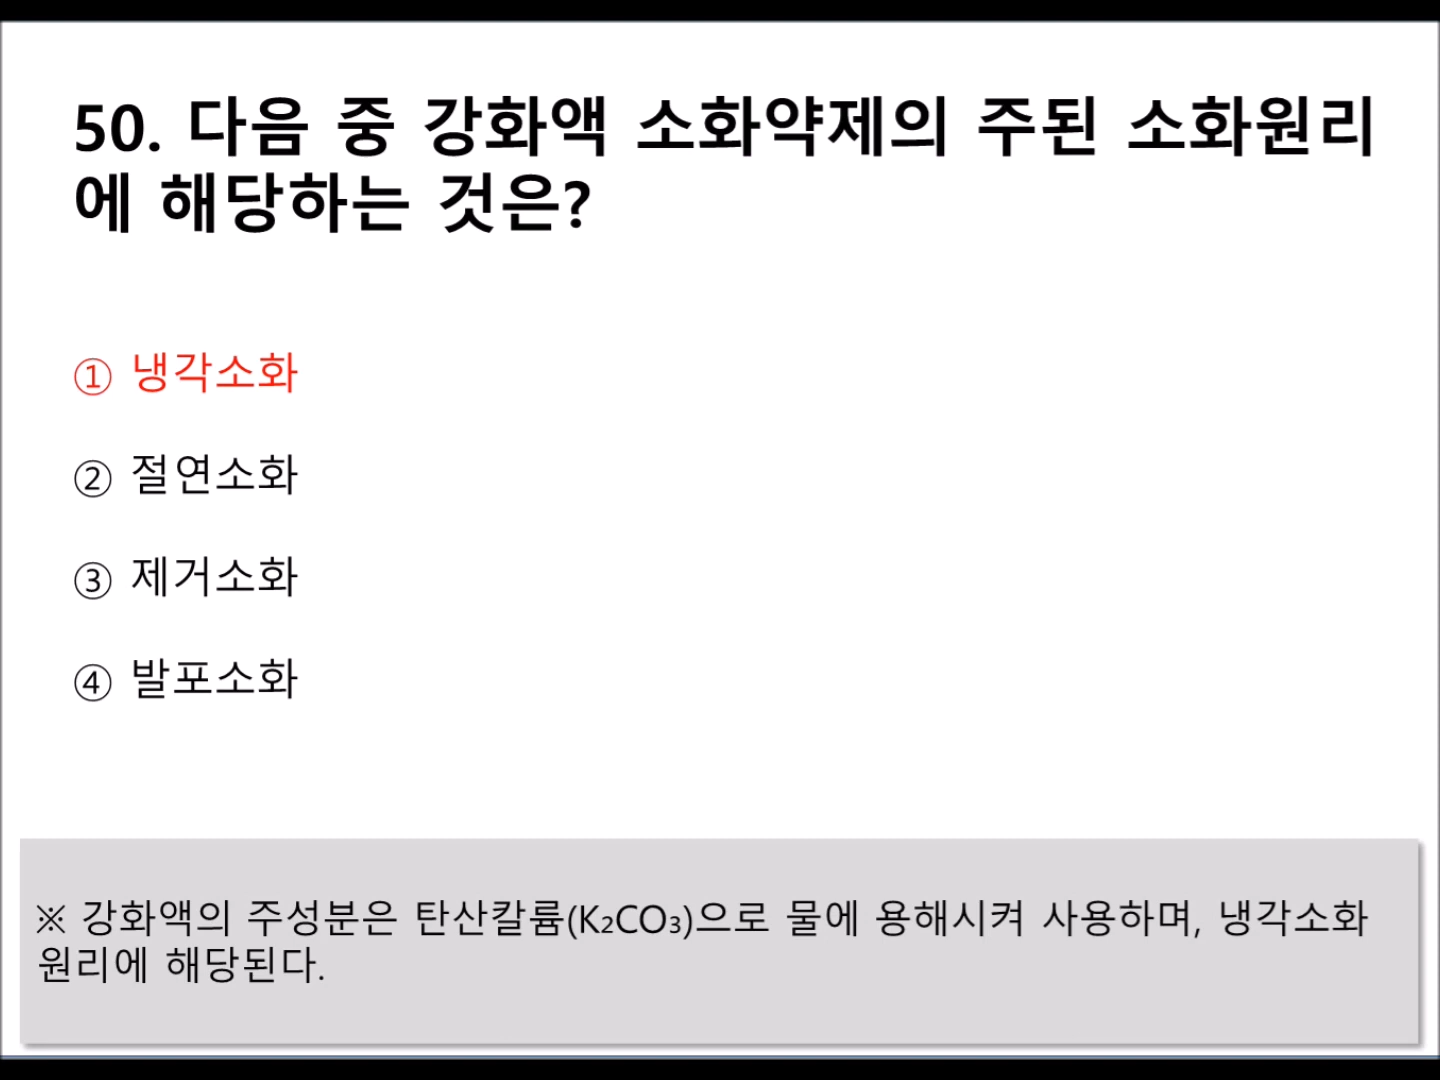 50. 다음 중 강화액 소화약제의 주된 소화원리
에 해당하는 것은?
① 냉각소화
② 절연소화
③ 제거소화
④ 발포소화
※ 강화액의 주성분은 탄산칼륨(K₂CO₃)으로 물에 용해시켜 사용하며, 냉각소화
원리에 해당된다.